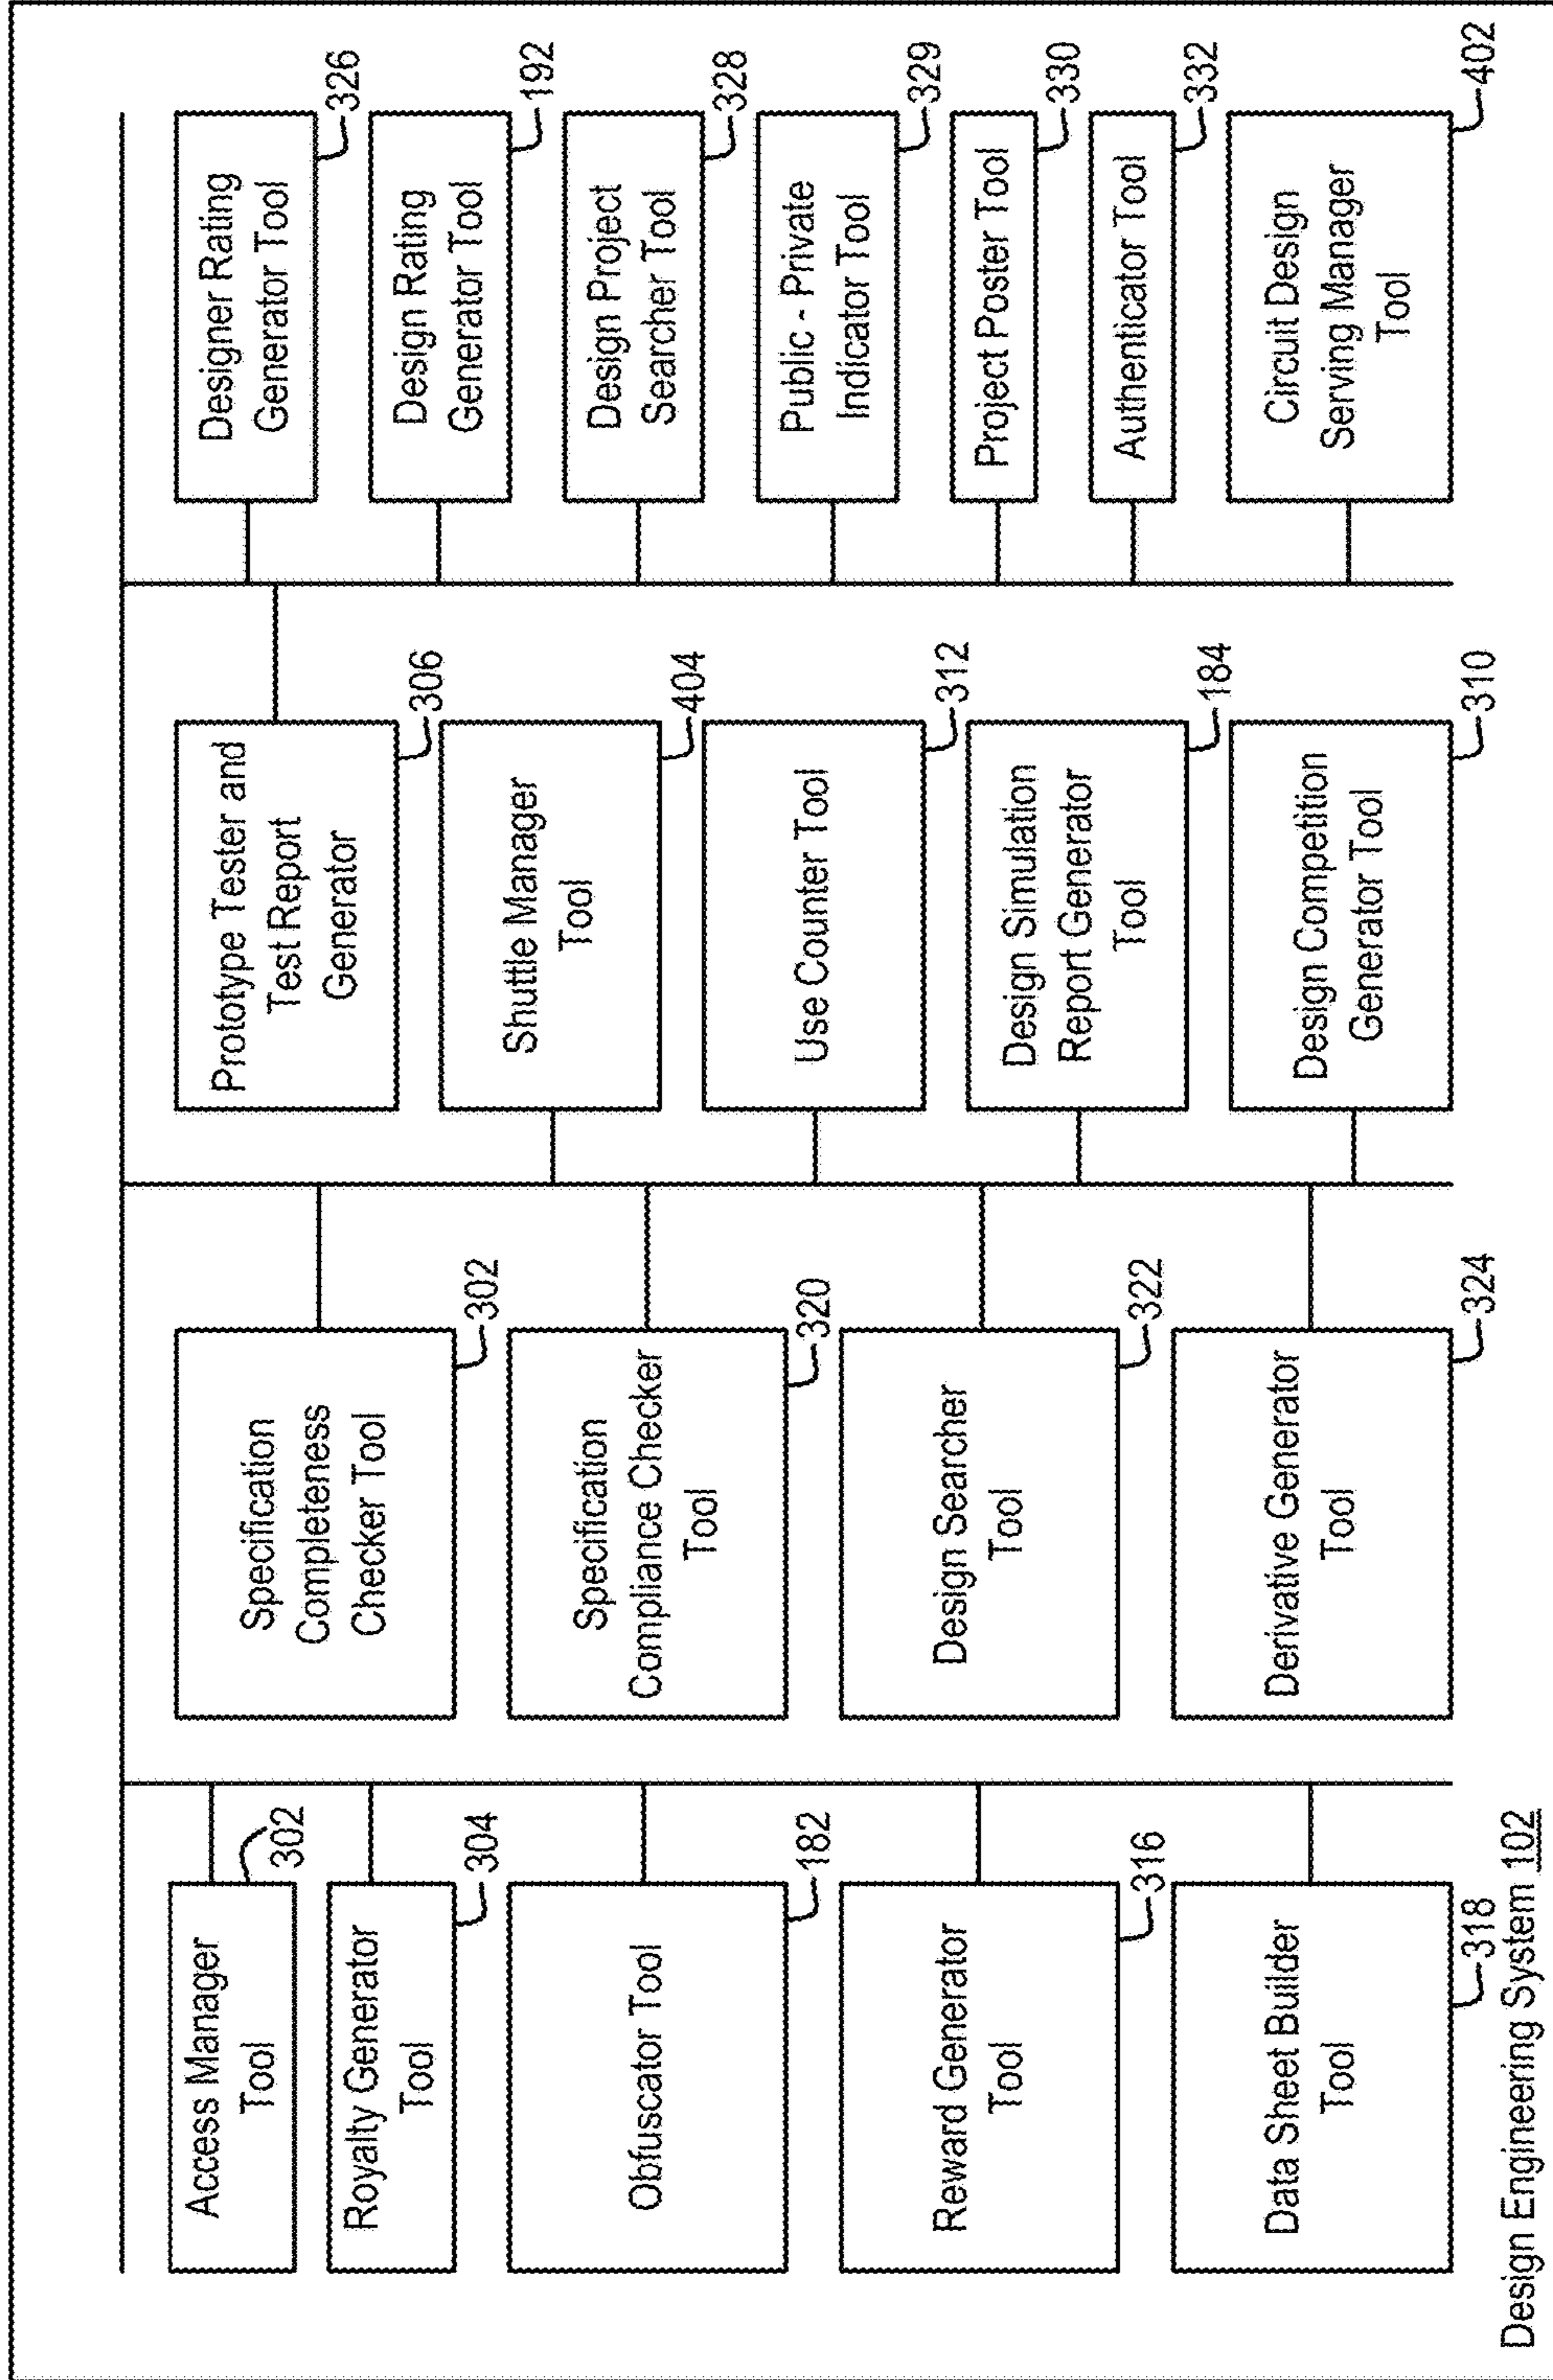 Access Manager
Tool
302
Royalty Generator
Tool
304
Obfuscator Tool
182
Reward Generator
Tool
316
Data Sheet Builder
Tool
318
Specification
Completeness
Checker Tool
302
Specification
Compliance Checker
Tool
320
Design Searcher
Tool
322
Derivative Generator
Tool
324
Prototype Tester and
Test Report
Generator
306
Shuttle Manager
Tool
404
Use Counter Tool
312
Design Simulation
Report Generator
Tool
184
Design Competition
Generator Tool
310
Designer Rating
Generator Tool
326
Design Rating
Generator Tool
192
Design Project
Searcher Tool
328
Public - Private
Indicator Tool
329
Project Poster Tool
330
Authenticator Tool
332
Circuit Design
Serving Manager
Tool
402
Design Engineering System 102